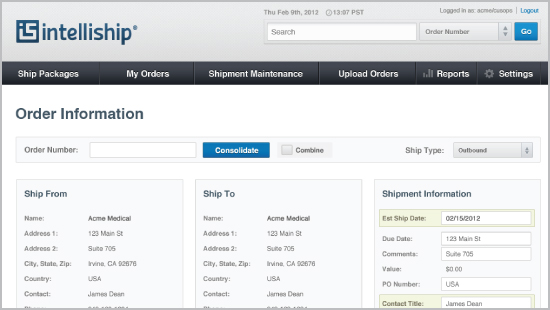 Thu Feb 9th, 2012 13:07 PST
Logged in as: acme/cusops Logout
intelliship®
Search
Order Number
GO
Ship Packages My Orders Shipment Maintenance Upload Orders Reports Settings
Order Information
Order Number: Consolidate Combine Ship Type: Outbound
Ship From
Name: Acme Medical
Address 1: 123 Main St
Address 2: Suite 705
City, State, Zip: Irvine, CA 92676
Country: USA
Contact: James Dean
Ship To
Name: Acme Medical
Address 1: 123 Main St
Address 2: Suite 705
City, State, Zip: Irvine, CA 92676
Country: USA
Contact: James Dean
Shipment Information
Est Ship Date: 02/15/2012
Due Date: 123 Main St
Comments: Suite 705
Value: $0.00
PO Number: USA
Contact Title: James Dean